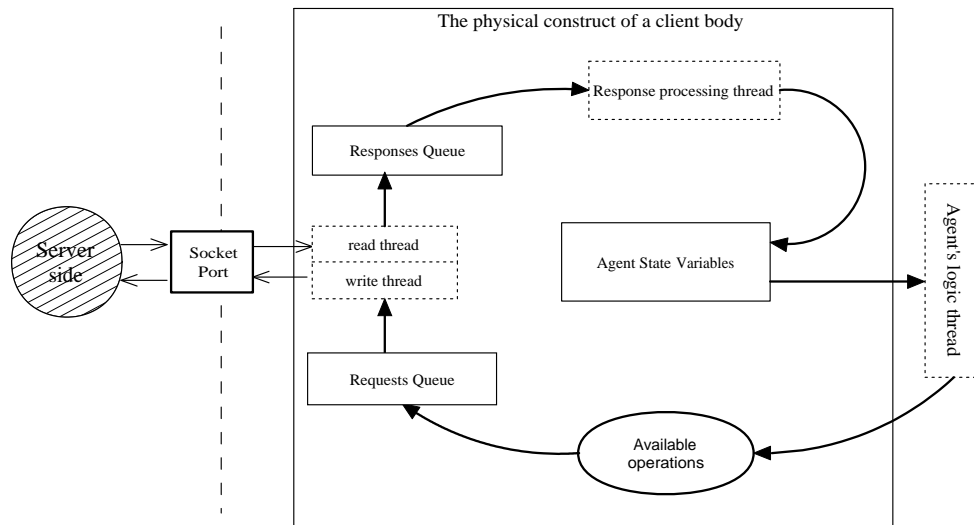 The physical construct of a client body
Response processing thread
Responses Queue
Server
side
Socket
Port
read thread
write thread
Agent State Variables
Agent's logic thread
Requests Queue
Available
operations